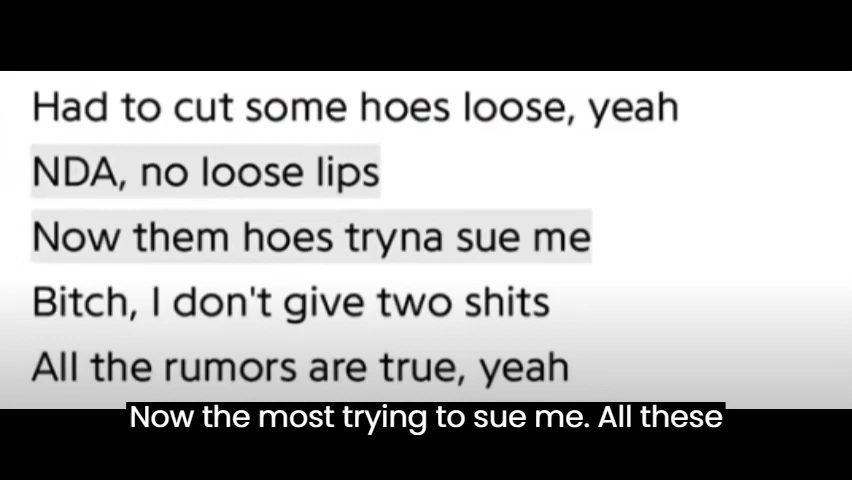 Had to cut some hoes loose, yeah
NDA, no loose lips
Now them hoes tryna sue me
Bitch, I don't give two shits
All the rumors are true, yeah
Now the most trying to sue me. All these